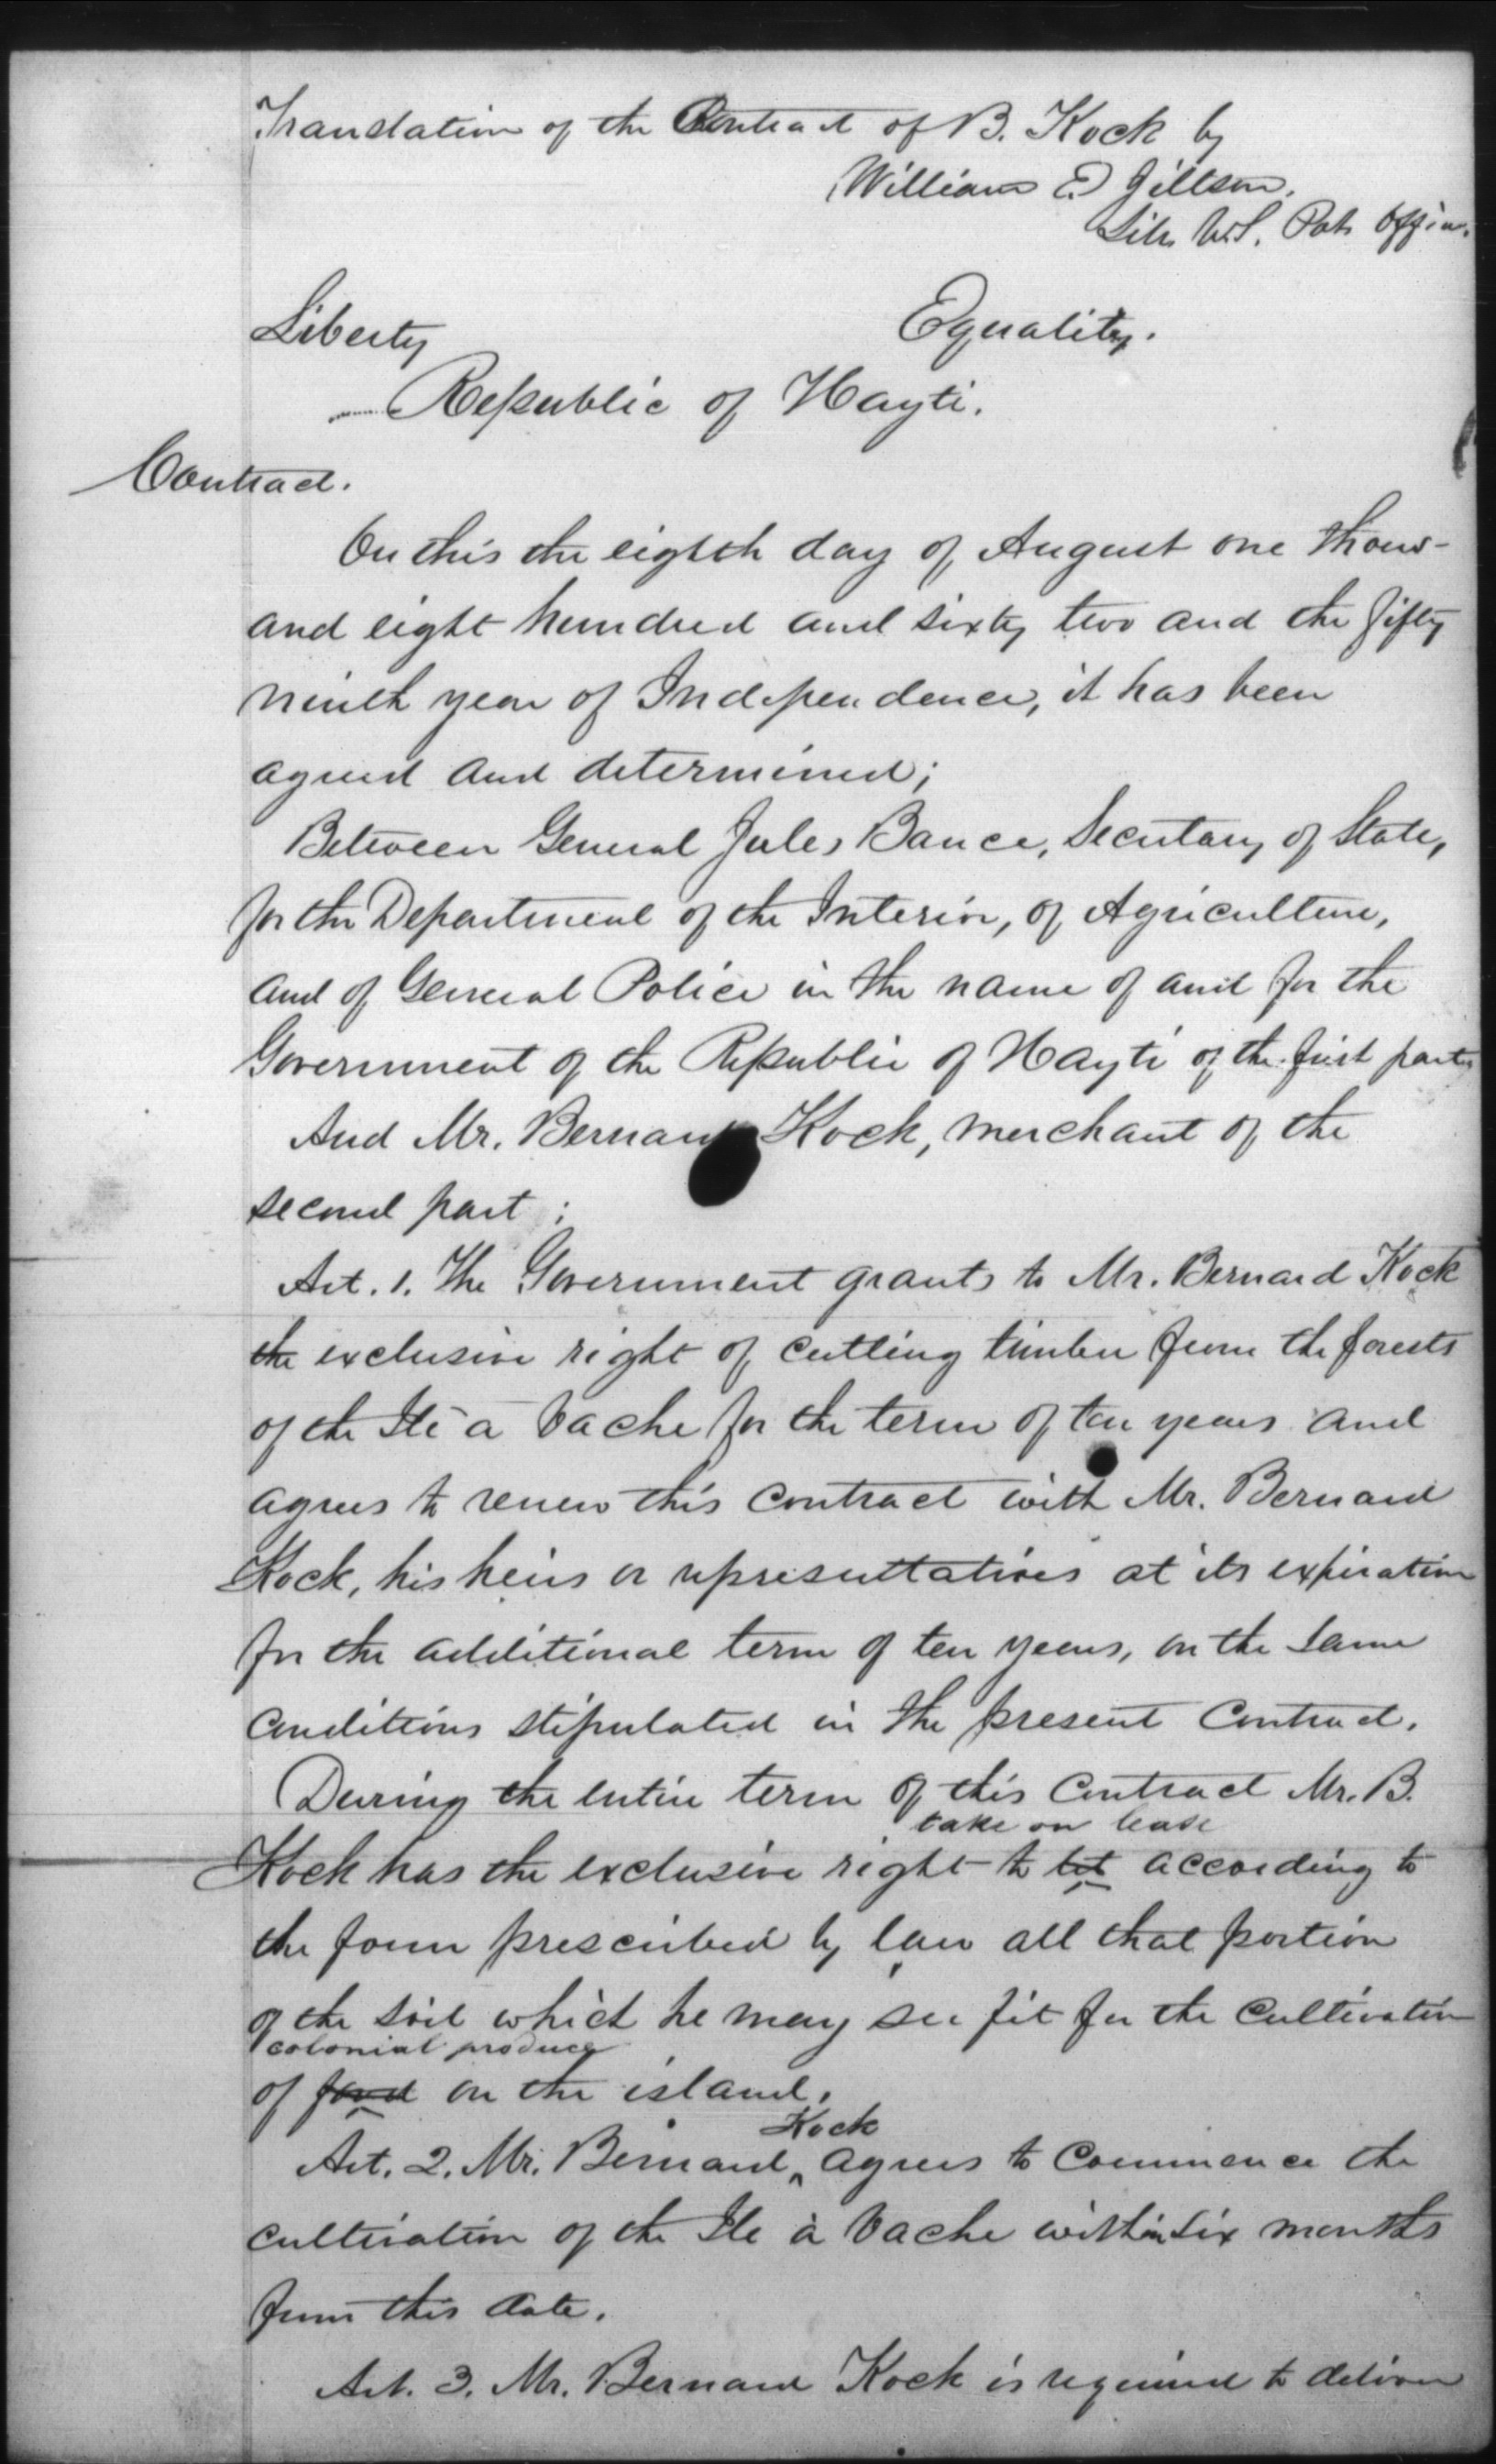 Translation of the Contract of B. Kock by
William E. Jillson,
Lib. U.S. Pat. Office.
Liberty Equality.
Republic of Hayti.
Contract.
On this the eighth day of August one thous-
and eight hundred and sixty two and the fifty
ninth year of Independence, it has been
agreed and determined;
Between General Jules Bance, Secretary of State,
for the Department of the Interior, of Agriculture,
and of General Police in the name of and for the
Government of the Republic of Hayti of the first part
And Mr. Bernard Kock, merchant of the
second part;
Art. 1. The Government grants to Mr. Bernard Kock
the exclusive right of cutting timber from the forests
of the Ile à Vache for the term of ten years and
agrees to renew this contract with Mr. Bernard
Kock, his heirs or representatives at its expiration
for the additional term of ten years, on the same
conditions stipulated in the present Contract.
During the entire term of this Contract Mr. B.
take on lease
Kock has the exclusive right to let according to
the form prescribed by law all that portion
of the soil which he may see fit for the cultivation
colonial produce
of food on the island.
Kock
Art. 2. Mr. Bernard agrees to commence the
cultivation of the Ile à Vache within six months
from this date.
Art. 3. Mr. Bernard Kock is required to deliver